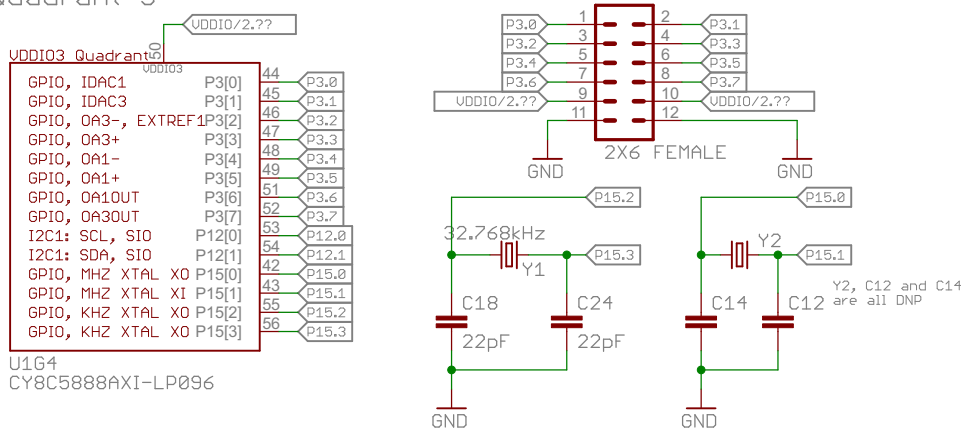 Quadrant 3
VDDIO/2.??
50
VDDIO3 Quadrant
VDDIO3
GPIO, IDAC1 P3[0] 44 P3.0
GPIO, IDAC3 P3[1] 45 P3.1
GPIO, OA3-, EXTREF1 P3[2] 46 P3.2
GPIO, OA3+ P3[3] 47 P3.3
GPIO, OA1- P3[4] 48 P3.4
GPIO, OA1+ P3[5] 49 P3.5
GPIO, OA1OUT P3[6] 51 P3.6
GPIO, OA3OUT P3[7] 52 P3.7
I2C1: SCL, SIO P12[0] 53 P12.0
I2C1: SDA, SIO P12[1] 54 P12.1
GPIO, MHZ XTAL XO P15[0] 42 P15.0
GPIO, MHZ XTAL XI P15[1] 43 P15.1
GPIO, KHZ XTAL XO P15[2] 55 P15.2
GPIO, KHZ XTAL XO P15[3] 56 P15.3
U1G4
CY8C5888AXI-LP096
P3.0 1 2 P3.1
P3.2 3 4 P3.3
P3.4 5 6 P3.5
P3.6 7 8 P3.7
VDDIO/2.?? 9 10 VDDIO/2.??
11 12
2X6 FEMALE
GND GND
P15.2
32.768kHz
P15.3
Y1
C18 C24
22pF 22pF
GND
P15.0
Y2
P15.1
C14 C12
GND
Y2, C12 and C14
are all DNP